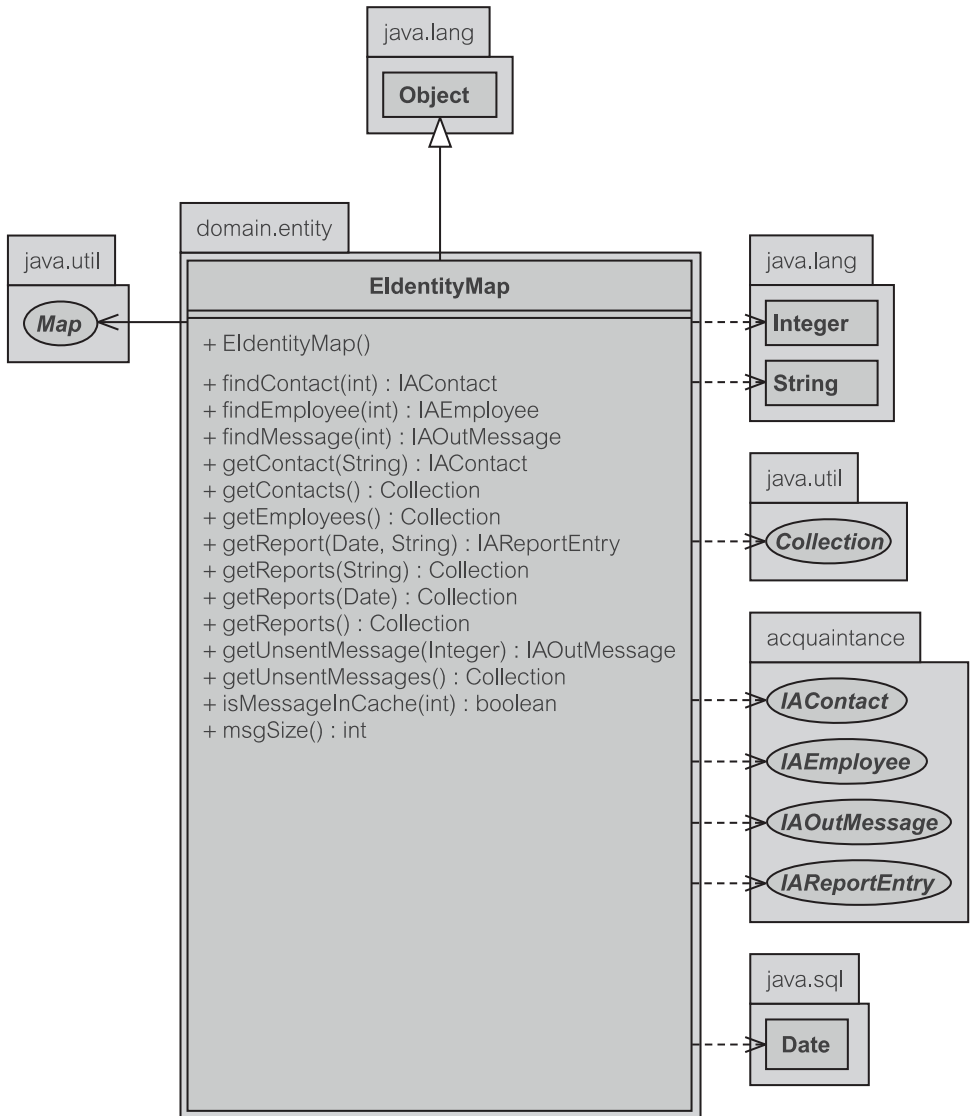 java.lang
Object
domain.entity
java.util
Map
EIdentityMap
+ EIdentityMap()
+ findContact(int) : IAContact
+ findEmployee(int) : IAEmployee
+ findMessage(int) : IAOutMessage
+ getContact(String) : IAContact
+ getContacts() : Collection
+ getEmployees() : Collection
+ getReport(Date, String) : IAReportEntry
+ getReports(String) : Collection
+ getReports(Date) : Collection
+ getReports() : Collection
+ getUnsentMessage(Integer) : IAOutMessage
+ getUnsentMessages() : Collection
+ isMessageInCache(int) : boolean
+ msgSize() : int
java.lang
Integer
String
java.util
Collection
acquaintance
IAContact
IAEmployee
IAOutMessage
IAReportEntry
java.sql
Date